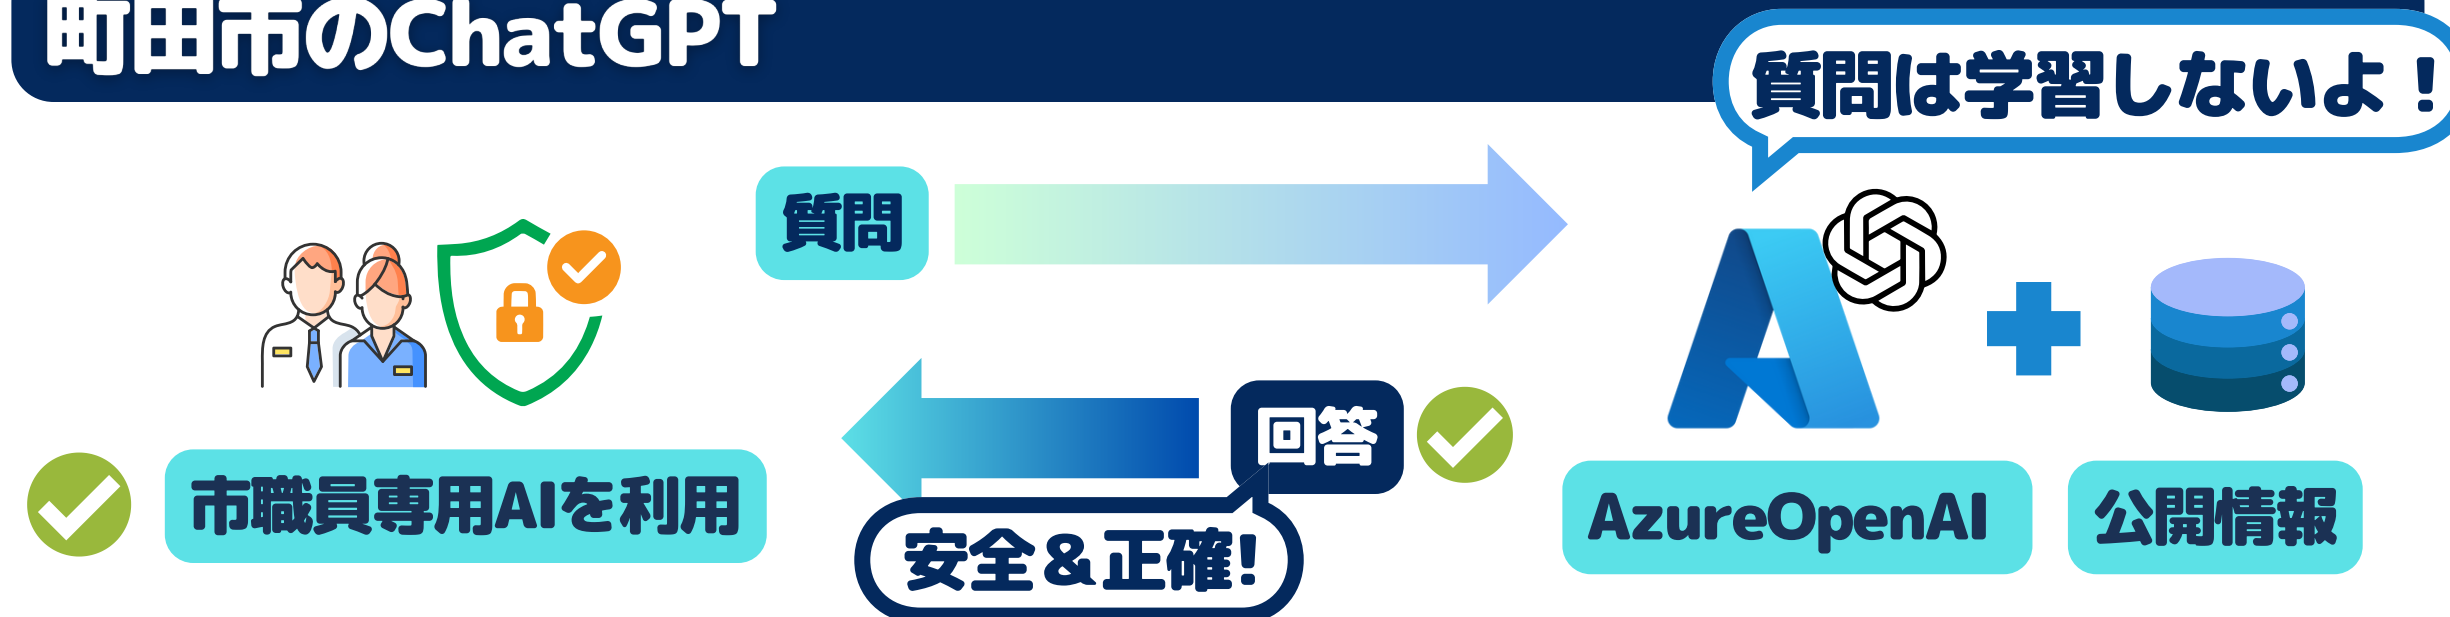 町田市のChatGPT
質問は学習しないよ！
質問
回答
市職員専用AIを利用
安全＆正確!
AzureOpenAI
公開情報